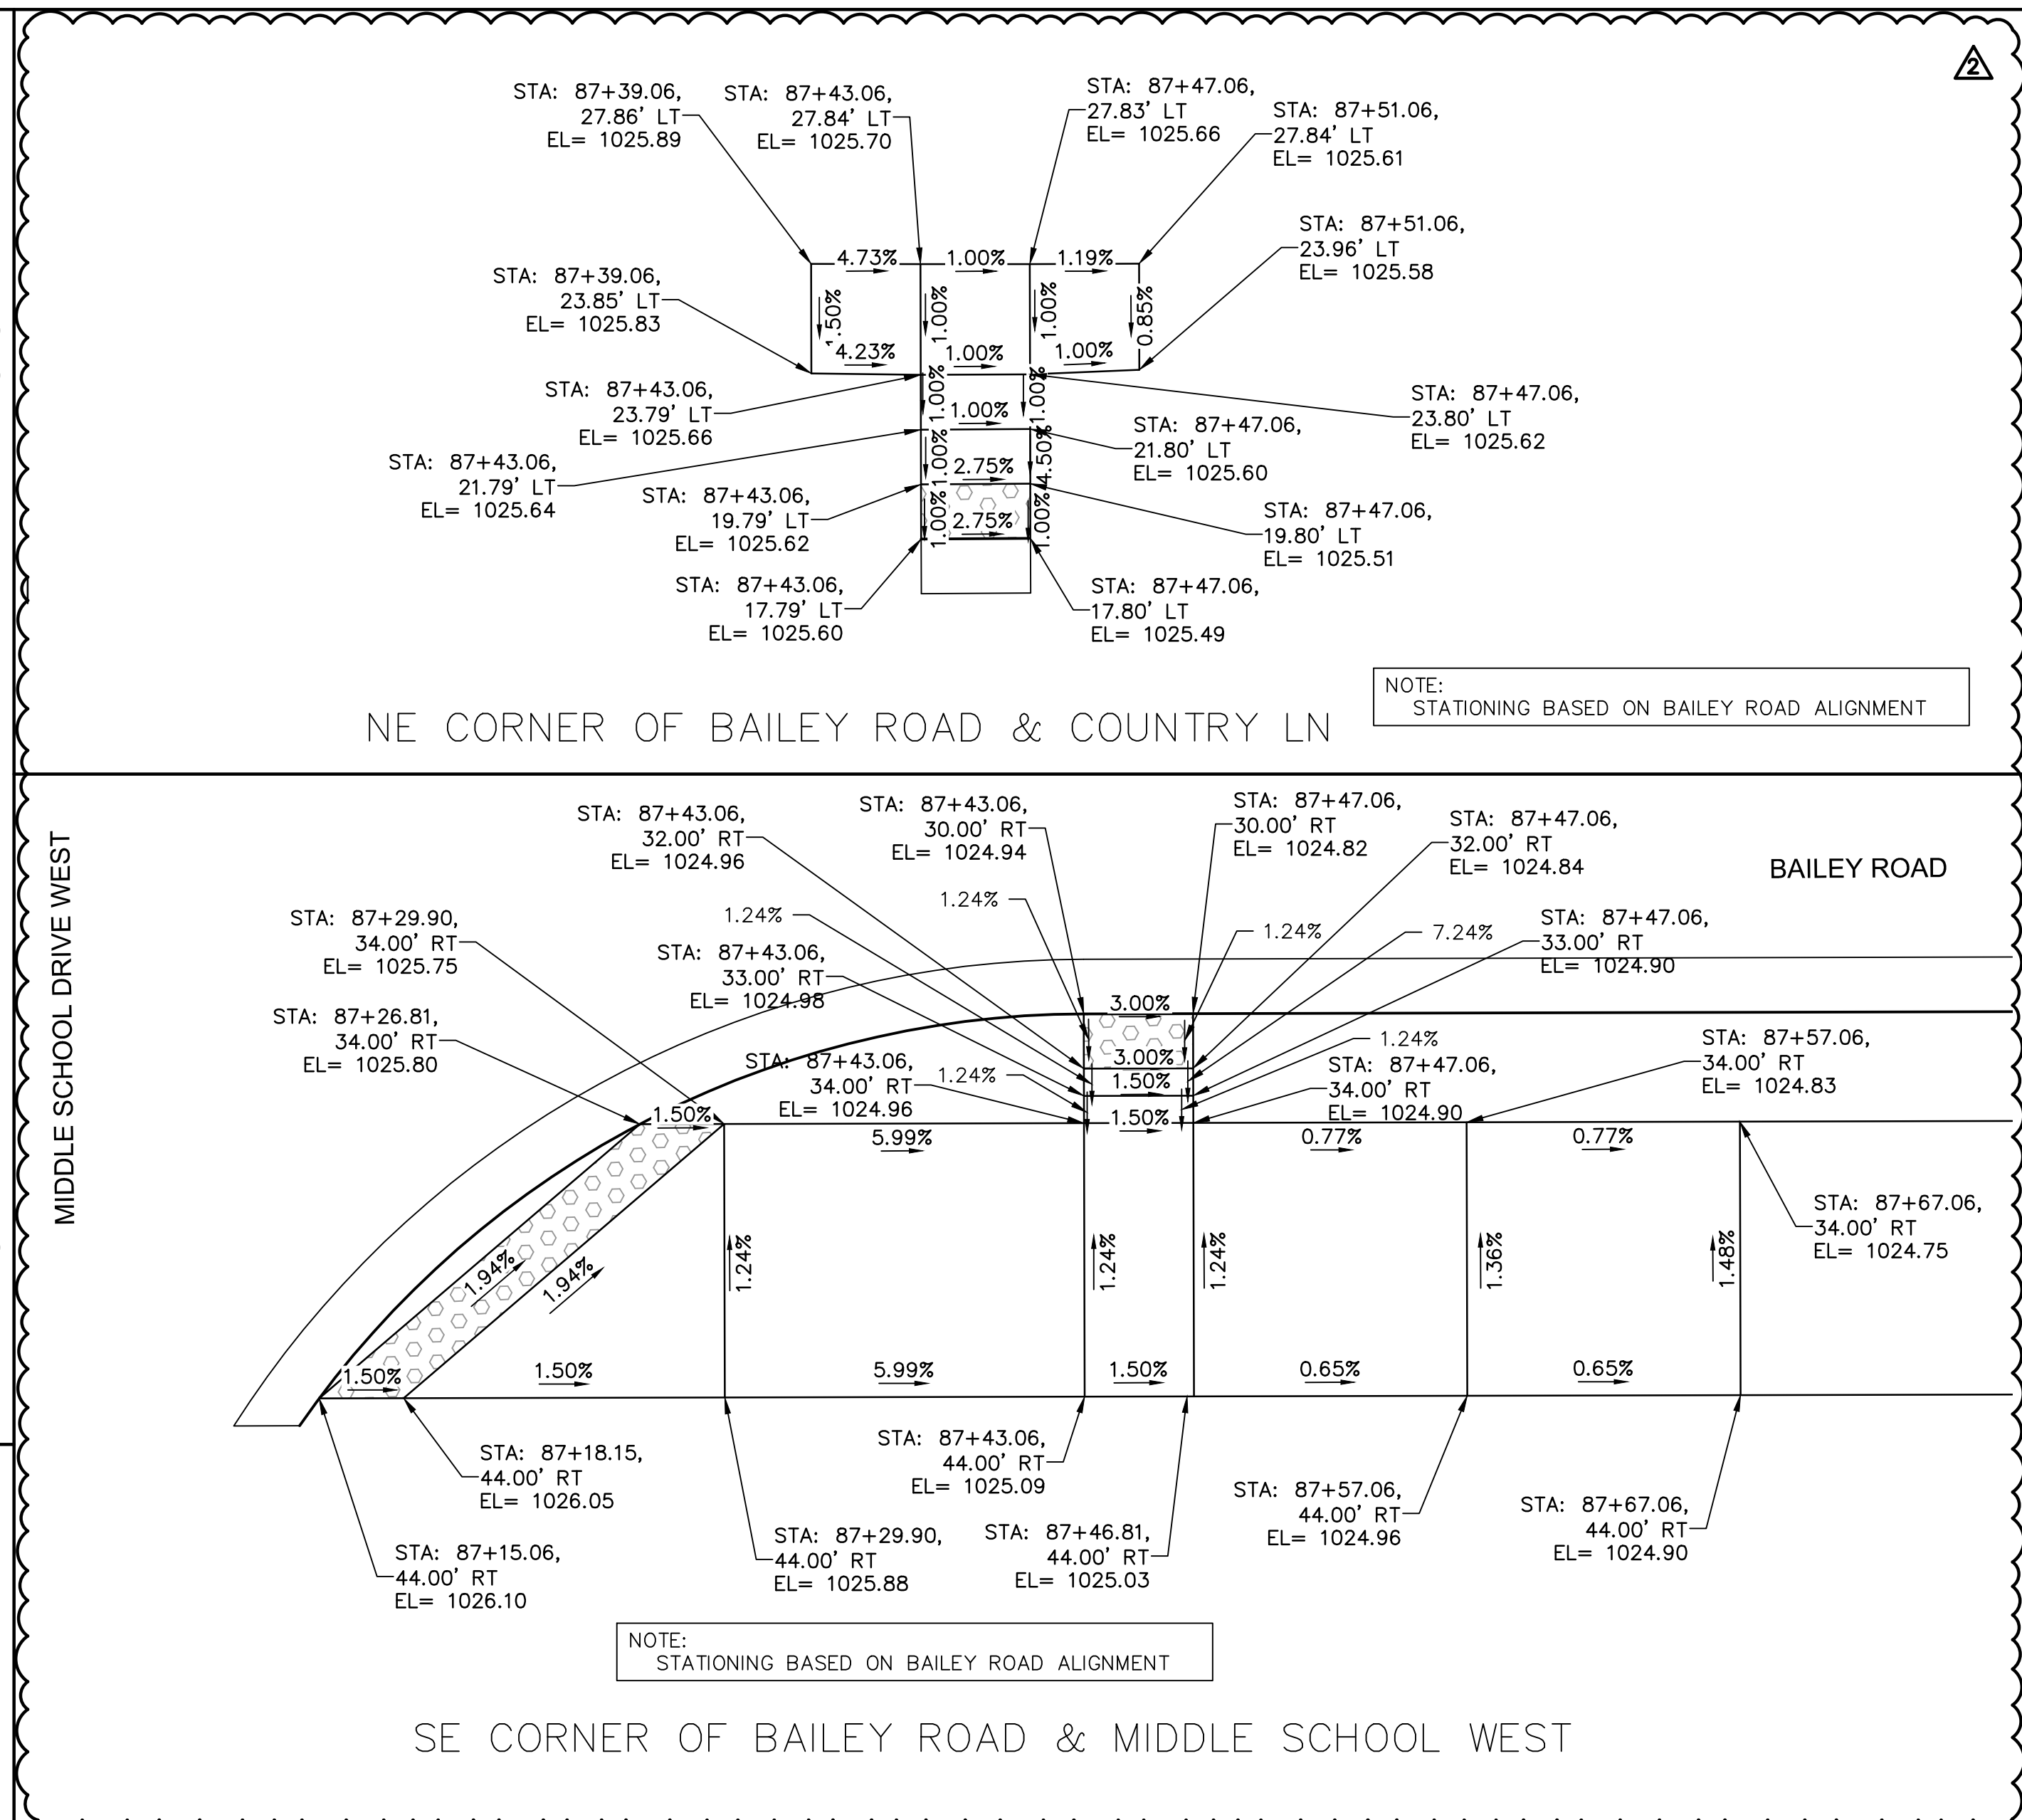 2
STA: 87+39.06,
27.86' LT
EL= 1025.89
STA: 87+43.06,
27.84' LT
EL= 1025.70
STA: 87+47.06,
27.83' LT
EL= 1025.66
STA: 87+51.06,
27.84' LT
EL= 1025.61
STA: 87+51.06,
23.96' LT
EL= 1025.58
STA: 87+39.06,
23.85' LT
EL= 1025.83
4.73%
1.00%
1.19%
1.50%
1.00%
1.00%
0.85%
4.23%
1.00%
1.00%
STA: 87+43.06,
23.79' LT
EL= 1025.66
1.00%
1.00%
1.00%
STA: 87+47.06,
23.80' LT
EL= 1025.62
STA: 87+43.06,
21.79' LT
EL= 1025.64
STA: 87+47.06,
21.80' LT
EL= 1025.60
1.00%
4.50%
2.75%
STA: 87+43.06,
19.79' LT
EL= 1025.62
1.00%
2.75%
1.00%
STA: 87+47.06,
19.80' LT
EL= 1025.51
STA: 87+43.06,
17.79' LT
EL= 1025.60
STA: 87+47.06,
17.80' LT
EL= 1025.49
NOTE:
STATIONING BASED ON BAILEY ROAD ALIGNMENT
NE CORNER OF BAILEY ROAD & COUNTRY LN
MIDDLE SCHOOL DRIVE WEST
BAILEY ROAD
STA: 87+43.06,
32.00' RT
EL= 1024.96
STA: 87+43.06,
30.00' RT
EL= 1024.94
STA: 87+47.06,
30.00' RT
EL= 1024.82
STA: 87+47.06,
32.00' RT
EL= 1024.84
1.24%
1.24%
1.24%
7.24%
STA: 87+47.06,
33.00' RT
EL= 1024.90
STA: 87+29.90,
34.00' RT
EL= 1025.75
STA: 87+43.06,
33.00' RT
EL= 1024.98
STA: 87+26.81,
34.00' RT
EL= 1025.80
3.00%
3.00%
1.50%
1.50%
STA: 87+43.06,
34.00' RT
EL= 1024.96
1.24%
1.24%
STA: 87+47.06,
34.00' RT
EL= 1024.90
STA: 87+57.06,
34.00' RT
EL= 1024.83
1.50%
5.99%
0.77%
0.77%
STA: 87+67.06,
34.00' RT
EL= 1024.75
1.94%
1.94%
1.24%
1.24%
1.24%
1.36%
1.48%
1.50%
1.50%
5.99%
1.50%
0.65%
0.65%
STA: 87+18.15,
44.00' RT
EL= 1026.05
STA: 87+43.06,
44.00' RT
EL= 1025.09
STA: 87+57.06,
44.00' RT
EL= 1024.96
STA: 87+67.06,
44.00' RT
EL= 1024.90
STA: 87+15.06,
44.00' RT
EL= 1026.10
STA: 87+29.90,
44.00' RT
EL= 1025.88
STA: 87+46.81,
44.00' RT
EL= 1025.03
NOTE:
STATIONING BASED ON BAILEY ROAD ALIGNMENT
SE CORNER OF BAILEY ROAD & MIDDLE SCHOOL WEST